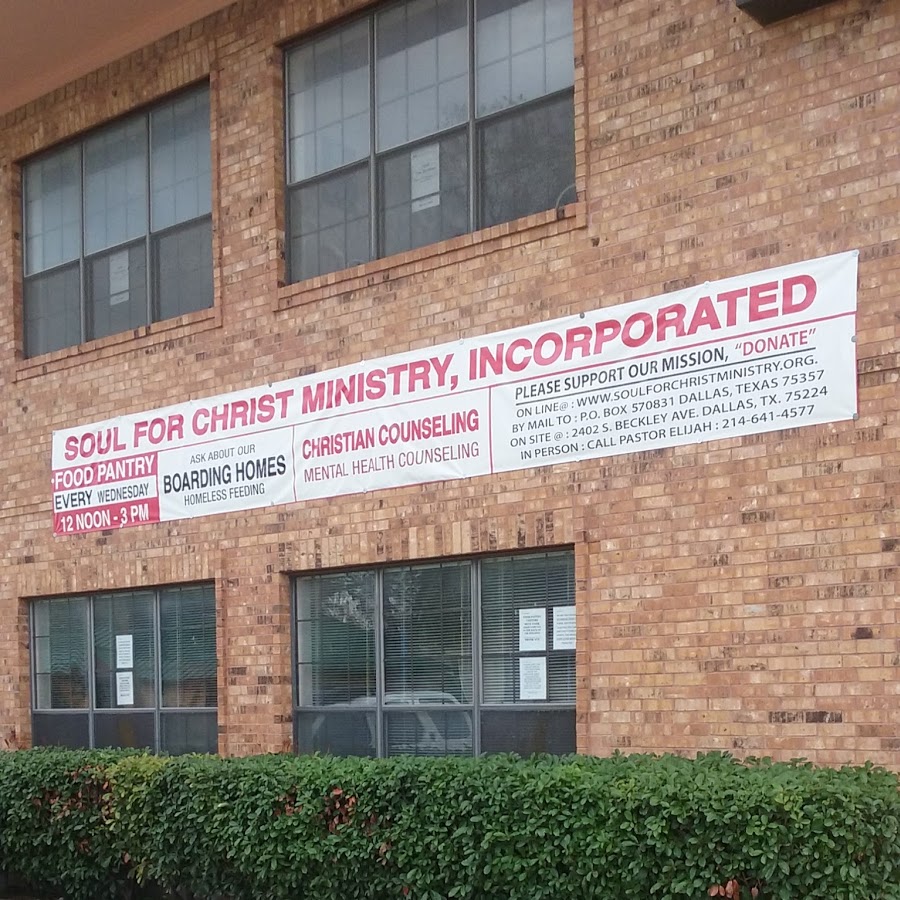 SOUL FOR CHRIST MINISTRY, INCORPORATED
FOOD PANTRY
EVERY WEDNESDAY
12 NOON - 3 PM
ASK ABOUT OUR
BOARDING HOMES
HOMELESS FEEDING
CHRISTIAN COUNSELING
MENTAL HEALTH COUNSELING
PLEASE SUPPORT OUR MISSION, "DONATE"
ON LINE@ : WWW.SOULFORCHRISTMINISTRY.ORG.
BY MAIL TO : P.O. BOX 570831 DALLAS, TEXAS 75357
ON SITE @ : 2402 S. BECKLEY AVE. DALLAS, TX. 75224
IN PERSON : CALL PASTOR ELIJAH : 214-641-4577